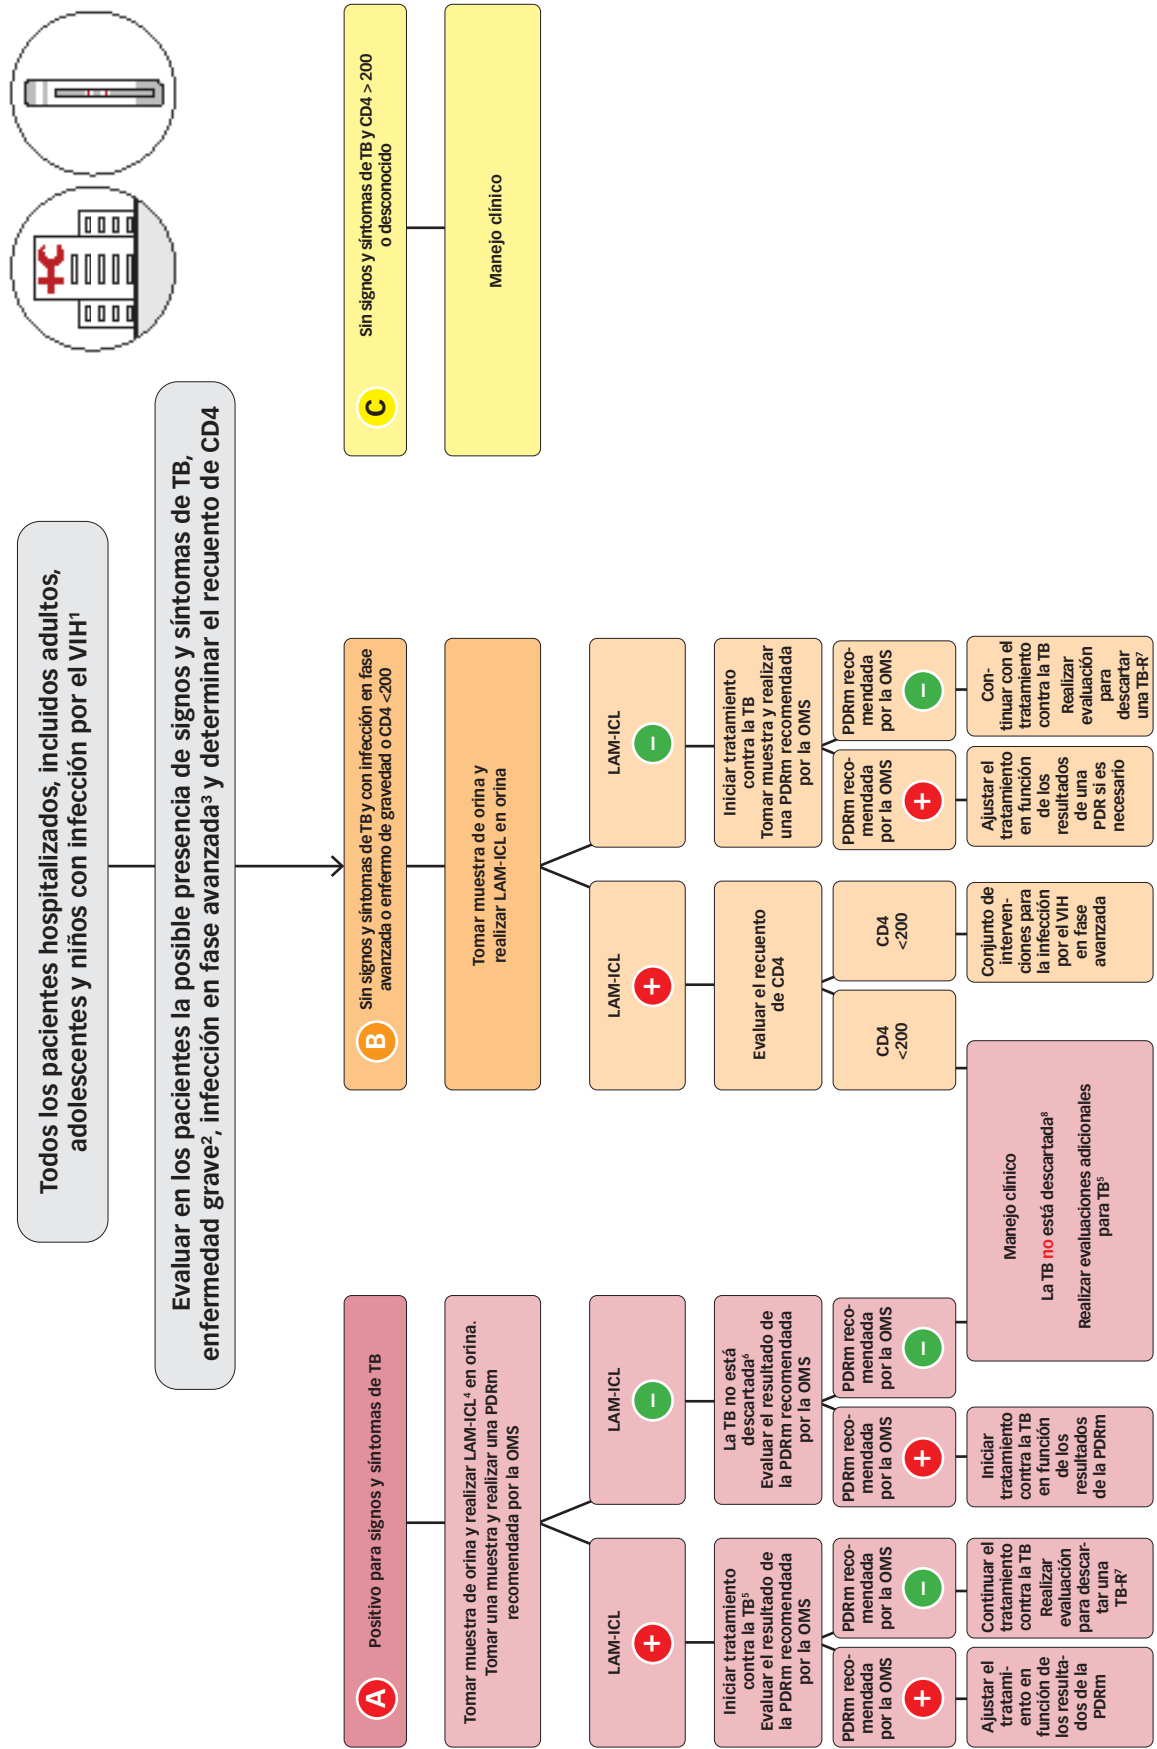 Todos los pacientes hospitalizados, incluidos adultos,
adolescentes y niños con infección por el VIH¹
Evaluar en los pacientes la posible presencia de signos y síntomas de TB,
enfermedad grave², infección en fase avanzada³ y determinar el recuento de CD4
A
Positivo para signos y síntomas de TB
Tomar muestra de orina y realizar LAM-ICL⁴ en orina.
Tomar una muestra y realizar una PDRm
recomendada por la OMS
LAM-ICL
+
Iniciar tratamiento
contra la TB⁵
Evaluar el resultado de
la PDRm recomendada
por la OMS
PDRm reco-
mendada
por la OMS
+
Ajustar el
tratami-
ento en
función de
los resulta-
dos de la
PDRm
PDRm reco-
mendada
por la OMS
–
Continuar el
tratamiento
contra la TB
Realizar
evaluación
para descar-
tar una
TB-R⁷
LAM-ICL
–
La TB no está
descartada⁶
Evaluar el resultado de
la PDRm recomendada
por la OMS
PDRm reco-
mendada
por la OMS
+
Iniciar
tratamiento
contra la TB
en función
de los
resultados
de la PDRm
PDRm reco-
mendada
por la OMS
–
Manejo clínico
La TB no está descartada⁸
Realizar evaluaciones adicionales
para TB⁵
B
Sin signos y síntomas de TB y con infección en fase
avanzada o enfermo de gravedad o CD4 <200
Tomar muestra de orina y
realizar LAM-ICL en orina
LAM-ICL
+
Evaluar el recuento
de CD4
CD4
<200
CD4
<200
Conjunto de
interven-
ciones para
la infección
por el VIH
en fase
avanzada
LAM-ICL
–
Iniciar tratamiento
contra la TB
Tomar muestra y realizar
una PDRm recomendada
por la OMS
PDRm reco-
mendada
por la OMS
+
Ajustar el
tratamiento
en función
de los
resultados
de una
PDR si es
necesario
PDRm reco-
mendada
por la OMS
–
Con-
tinuar con el
tratamiento
contra la TB
Realizar
evaluación
para
descartar
una TB-R⁷
C
Sin signos y síntomas de TB y CD4 > 200
o desconocido
Manejo clínico